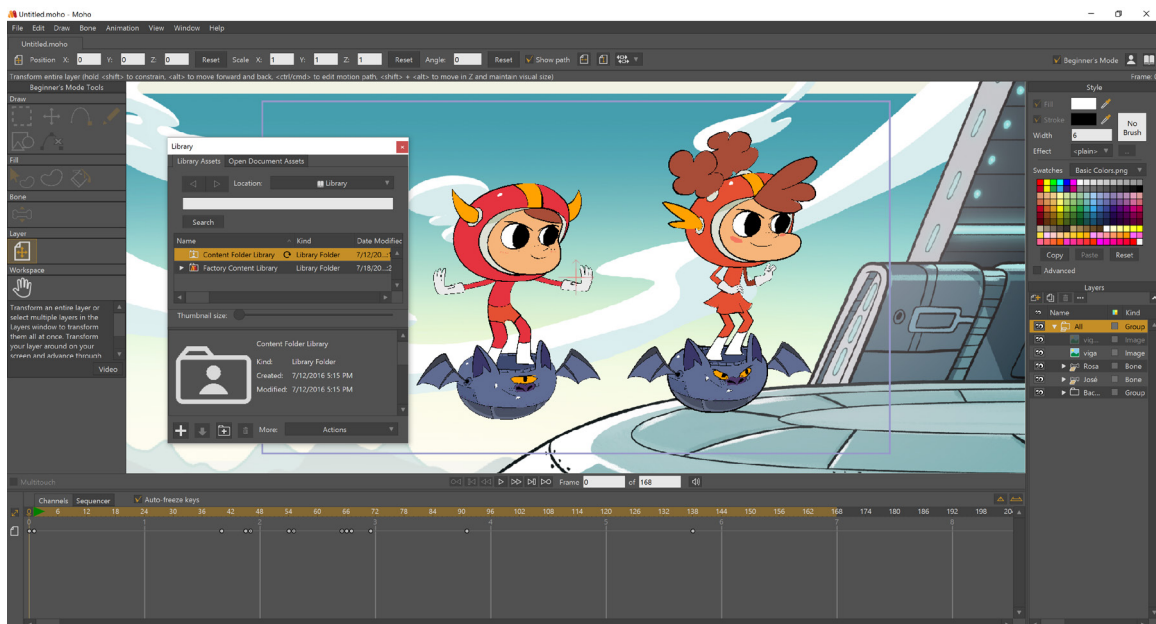 Untitled.moho - Moho
File Edit Draw Bone Animation View Window Help
Untitled.moho
Position X: 0 Y: 0 Z: 0 Reset Scale X: 1 Y: 1 Z: 1 Reset Angle: 0 Reset Show path
Beginner's Mode
Transform entire layer (hold <shift> to constrain, <alt> to move forward and back, <ctrl/cmd> to edit motion path, <shift> + <alt> to move in Z and maintain visual size)
Frame:
Beginner's Mode Tools
Draw
Fill
Bone
Layer
Workspace
Transform an entire layer or
select multiple layers in the
Layers window to transform
them all at once. Transform
your layer around on your
screen and advance through
Video
Library
Library Assets Open Document Assets
Location: Library
Search
Name Kind Date Modified
Content Folder Library Library Folder 7/12/20...:1
Factory Content Library Library Folder 7/18/20...:2
Thumbnail size:
Content Folder Library
Kind: Library Folder
Created: 7/12/2016 5:15 PM
Modified: 7/12/2016 5:15 PM
More: Actions
Style
Fill
Stroke
No
Brush
Width 6
Effect <plain> ...
Swatches Basic Colors.png
Copy Paste Reset
Advanced
Layers
Name Kind
All Group
vig... Image
viga Image
Rosa Bone
José Bone
Bac... Group
Multitouch
Frame 0 of 168
Channels Sequencer Auto-freeze keys
0 6 12 18 24 30 36 42 48 54 60 66 72 78 84 90 96 102 108 114 120 126 132 138 144 150 156 162 168 174 180 186 192 198 20
0 1 2 3 4 5 6 7 8